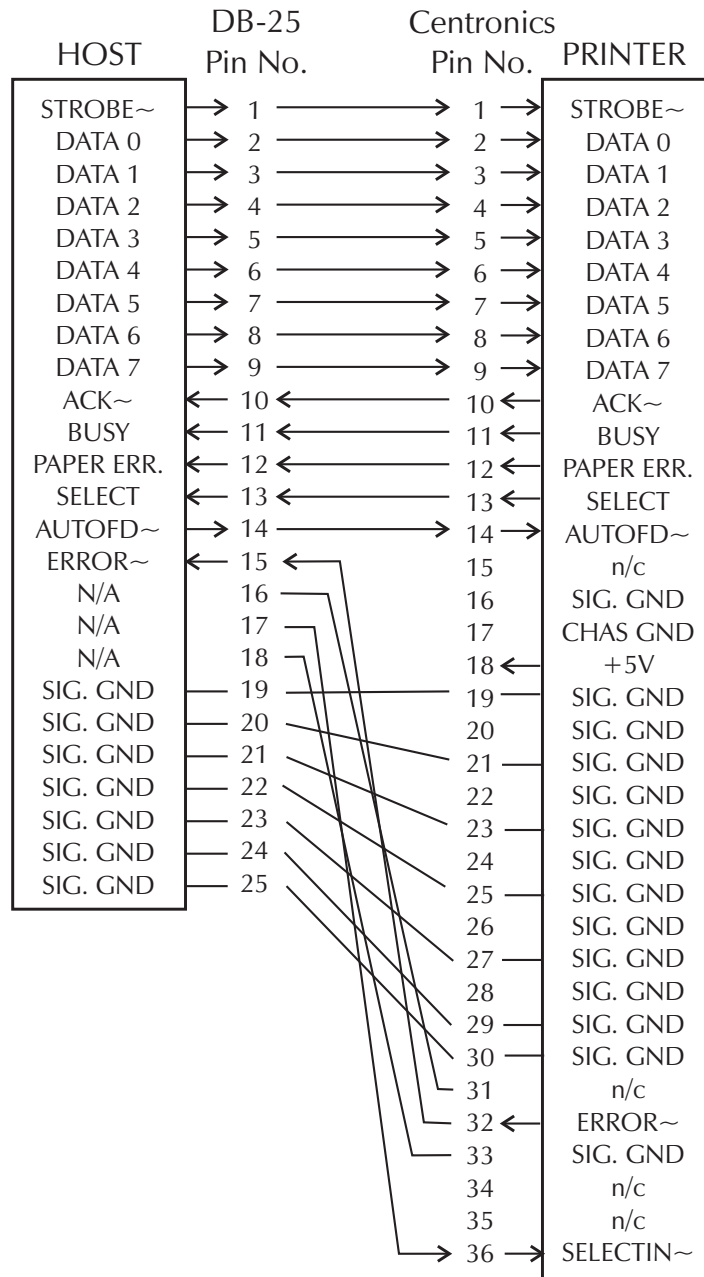 DB-25 Centronics
HOST Pin No. Pin No. PRINTER
STROBE~ 1 1 STROBE~
DATA 0 2 2 DATA 0
DATA 1 3 3 DATA 1
DATA 2 4 4 DATA 2
DATA 3 5 5 DATA 3
DATA 4 6 6 DATA 4
DATA 5 7 7 DATA 5
DATA 6 8 8 DATA 6
DATA 7 9 9 DATA 7
ACK~ 10 10 ACK~
BUSY 11 11 BUSY
PAPER ERR. 12 12 PAPER ERR.
SELECT 13 13 SELECT
AUTOFD~ 14 14 AUTOFD~
ERROR~ 15 15 n/c
N/A 16 16 SIG. GND
N/A 17 17 CHAS GND
N/A 18 18 +5V
SIG. GND 19 19 SIG. GND
SIG. GND 20 20 SIG. GND
SIG. GND 21 21 SIG. GND
SIG. GND 22 22 SIG. GND
SIG. GND 23 23 SIG. GND
SIG. GND 24 24 SIG. GND
SIG. GND 25 25 SIG. GND
26 SIG. GND
27 SIG. GND
28 SIG. GND
29 SIG. GND
30 SIG. GND
31 n/c
32 ERROR~
33 SIG. GND
34 n/c
35 n/c
36 SELECTIN~